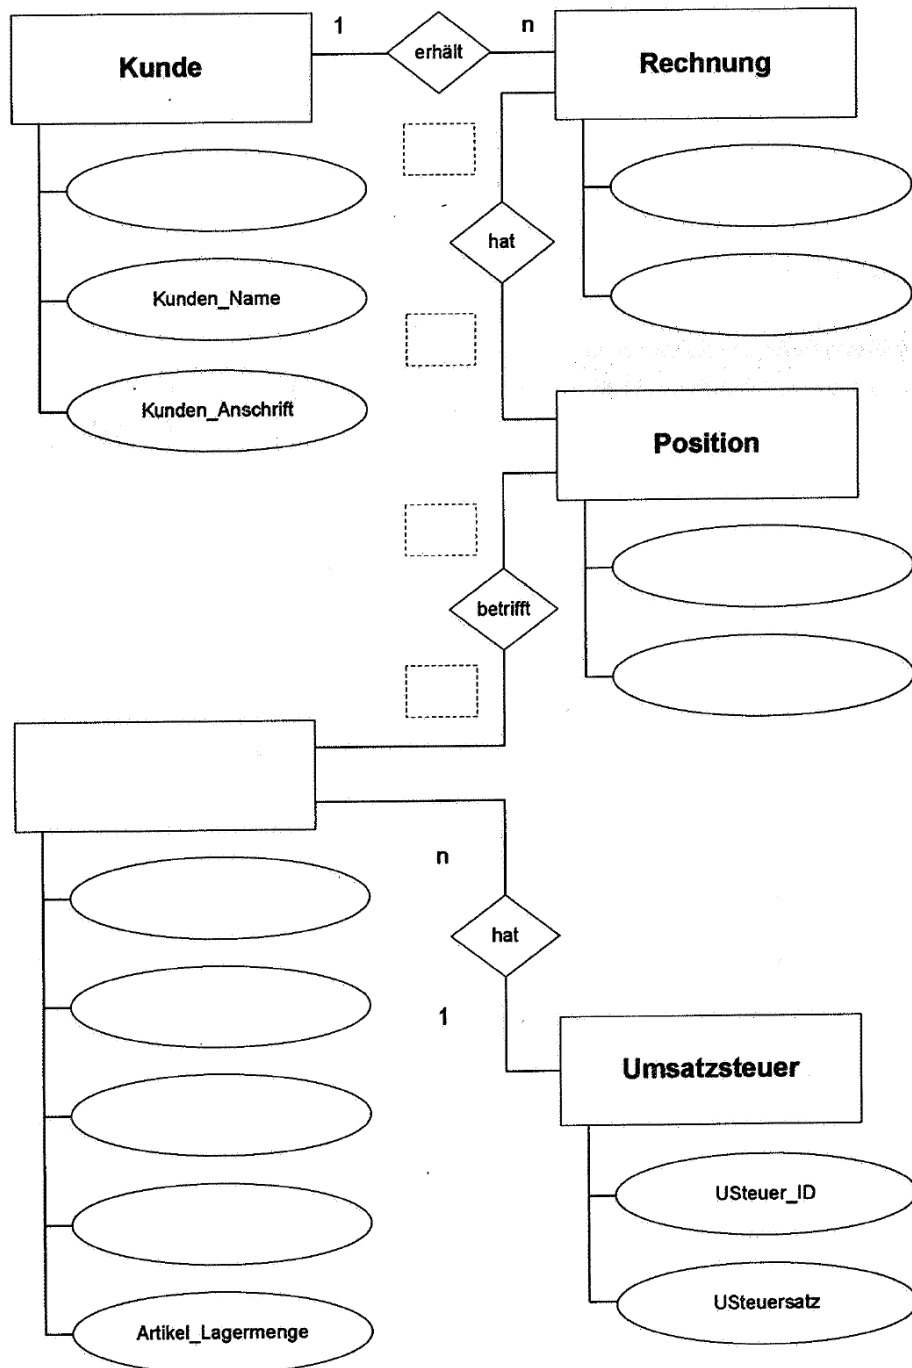 1
n
Kunde
erhält
Rechnung
hat
Kunden_Name
Kunden_Anschrift
Position
betrifft
n
hat
1
Umsatzsteuer
USteuer_ID
USteuersatz
Artikel_Lagermenge